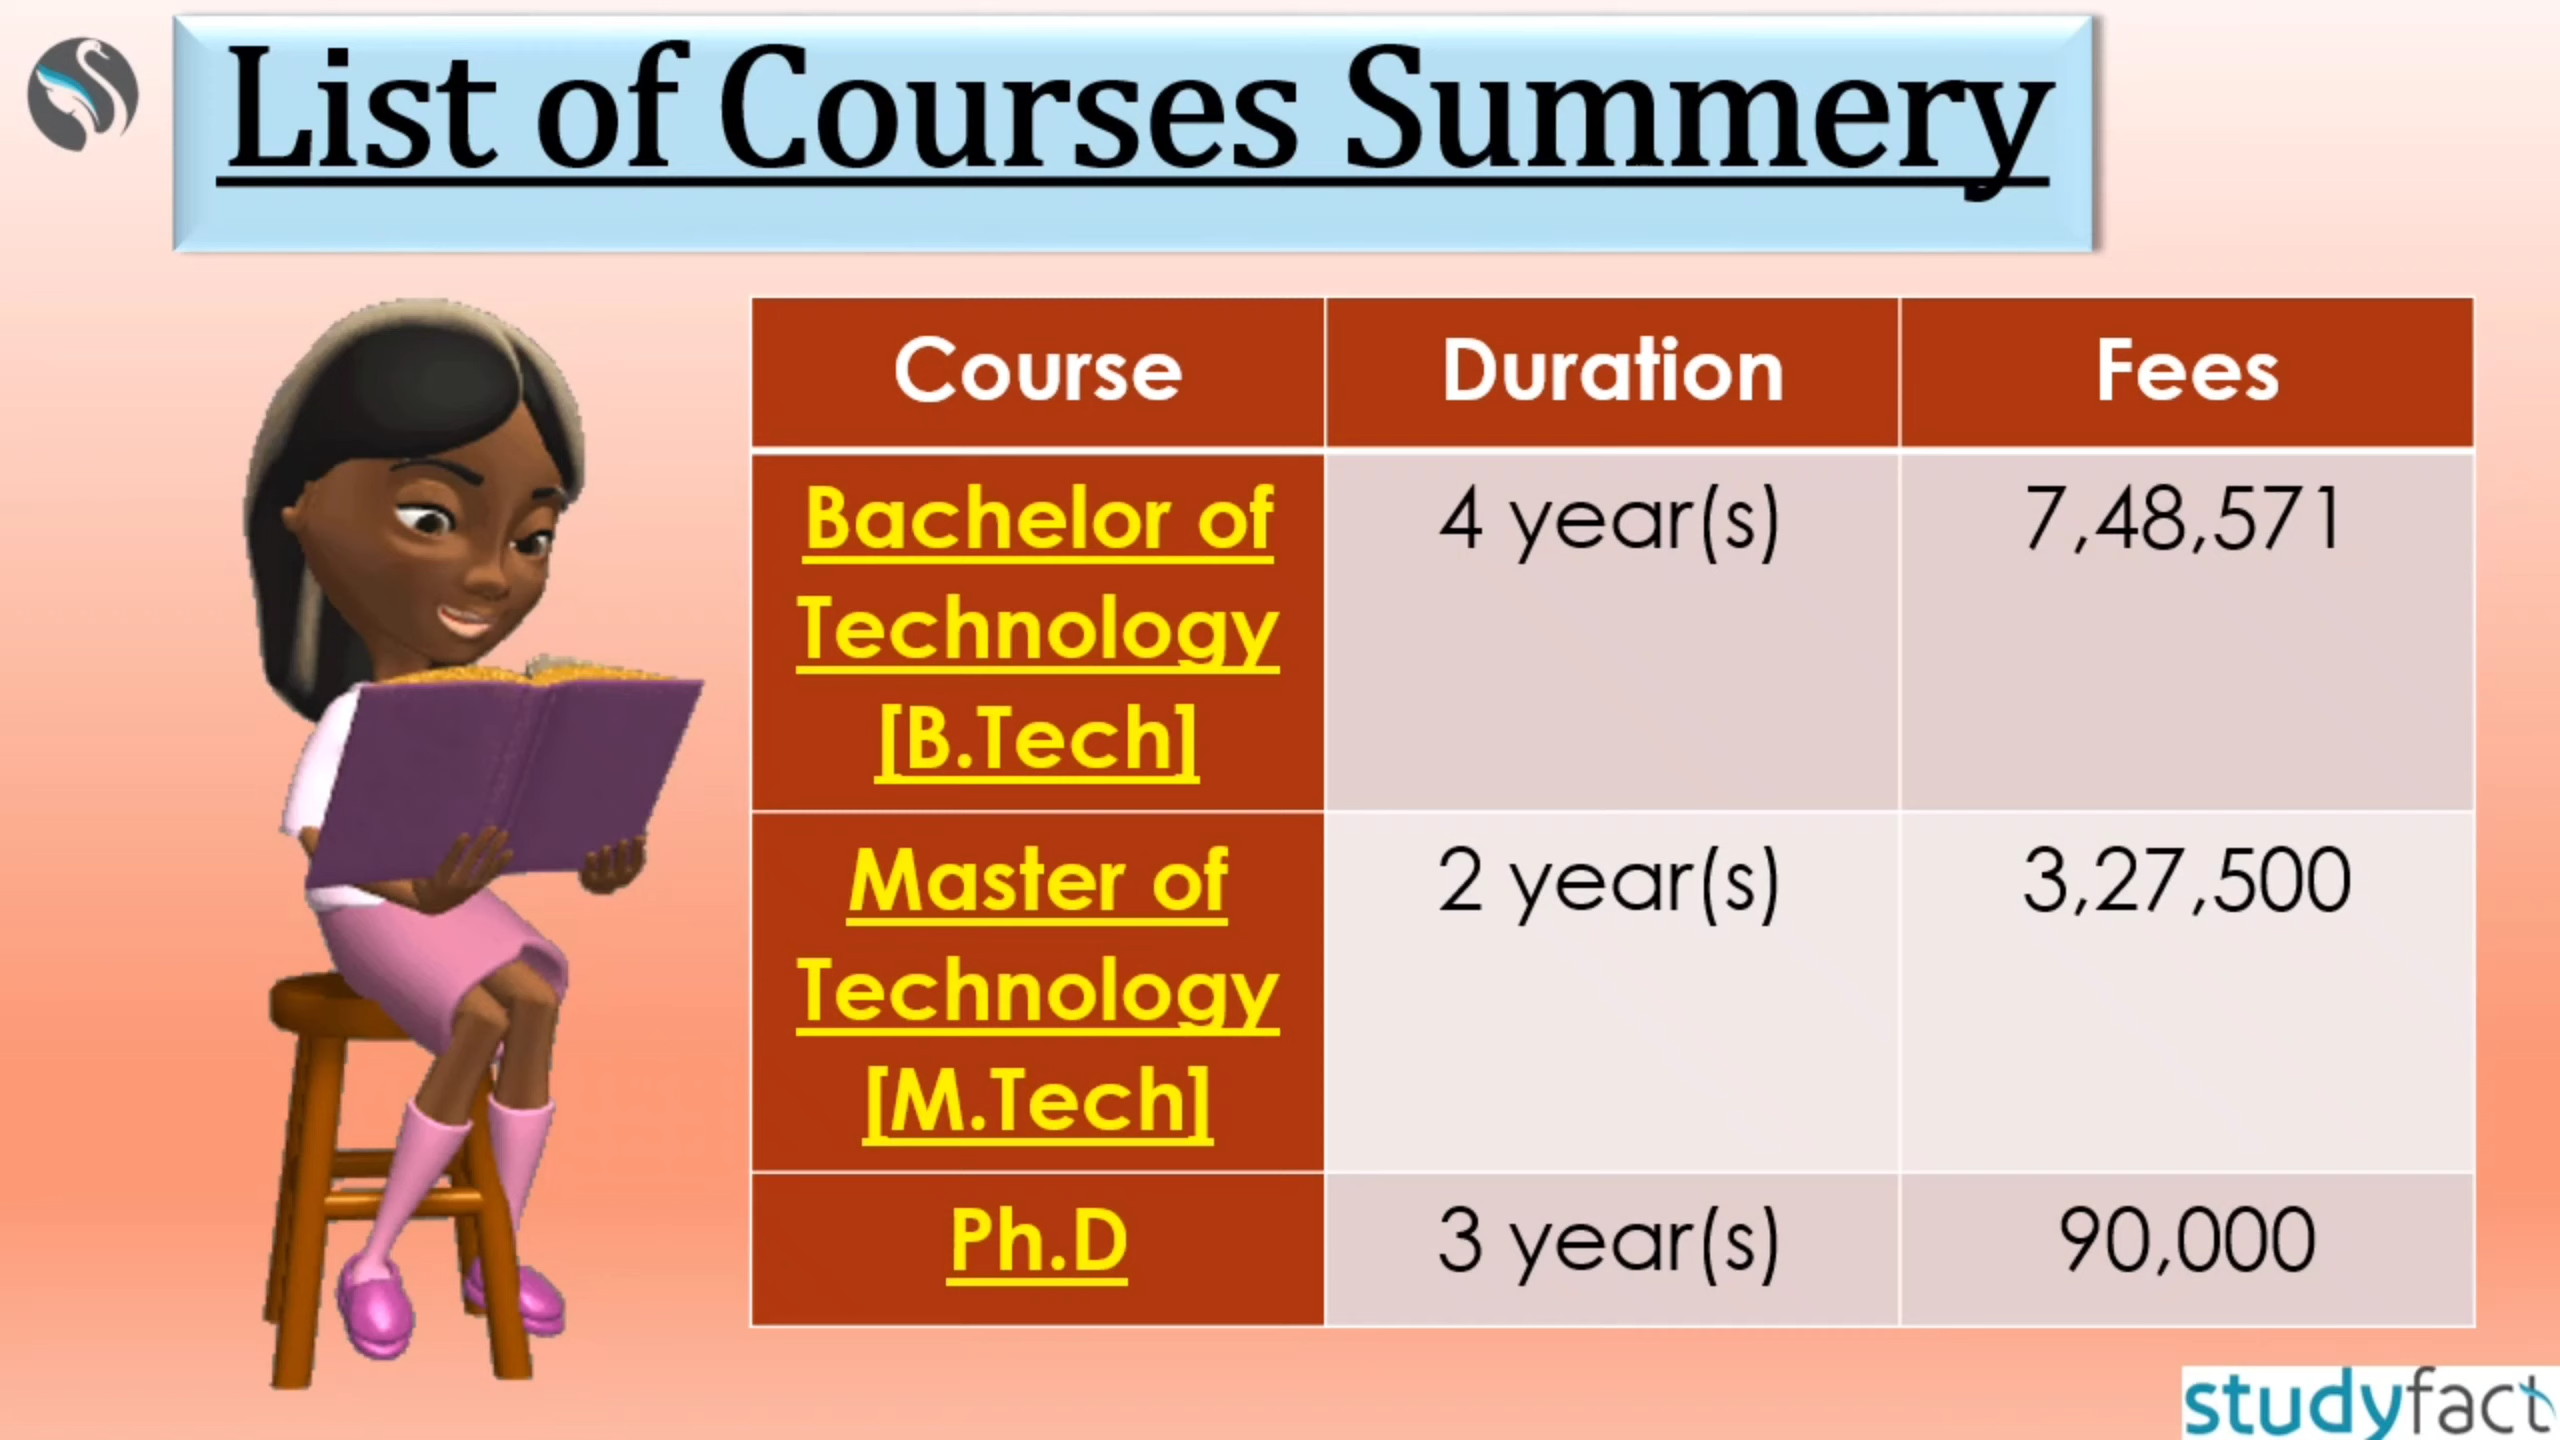 List of Courses Summery
Course Duration Fees
Bachelor of Technology [B.Tech] 4 year(s) 7,48,571
Master of Technology [M.Tech] 2 year(s) 3,27,500
Ph.D 3 year(s) 90,000
studyfact